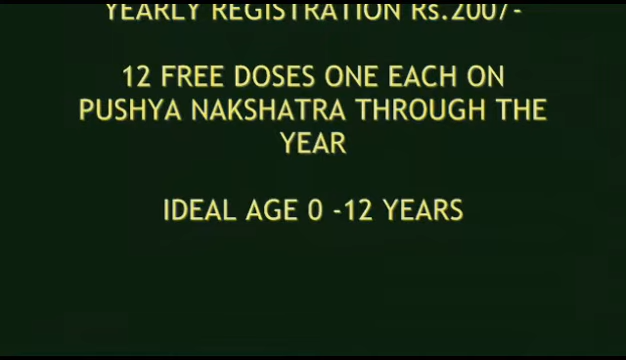 YEARLY REGISTRATION Rs.200/-
12 FREE DOSES ONE EACH ON
PUSHYA NAKSHATRA THROUGH THE
YEAR
IDEAL AGE 0 -12 YEARS